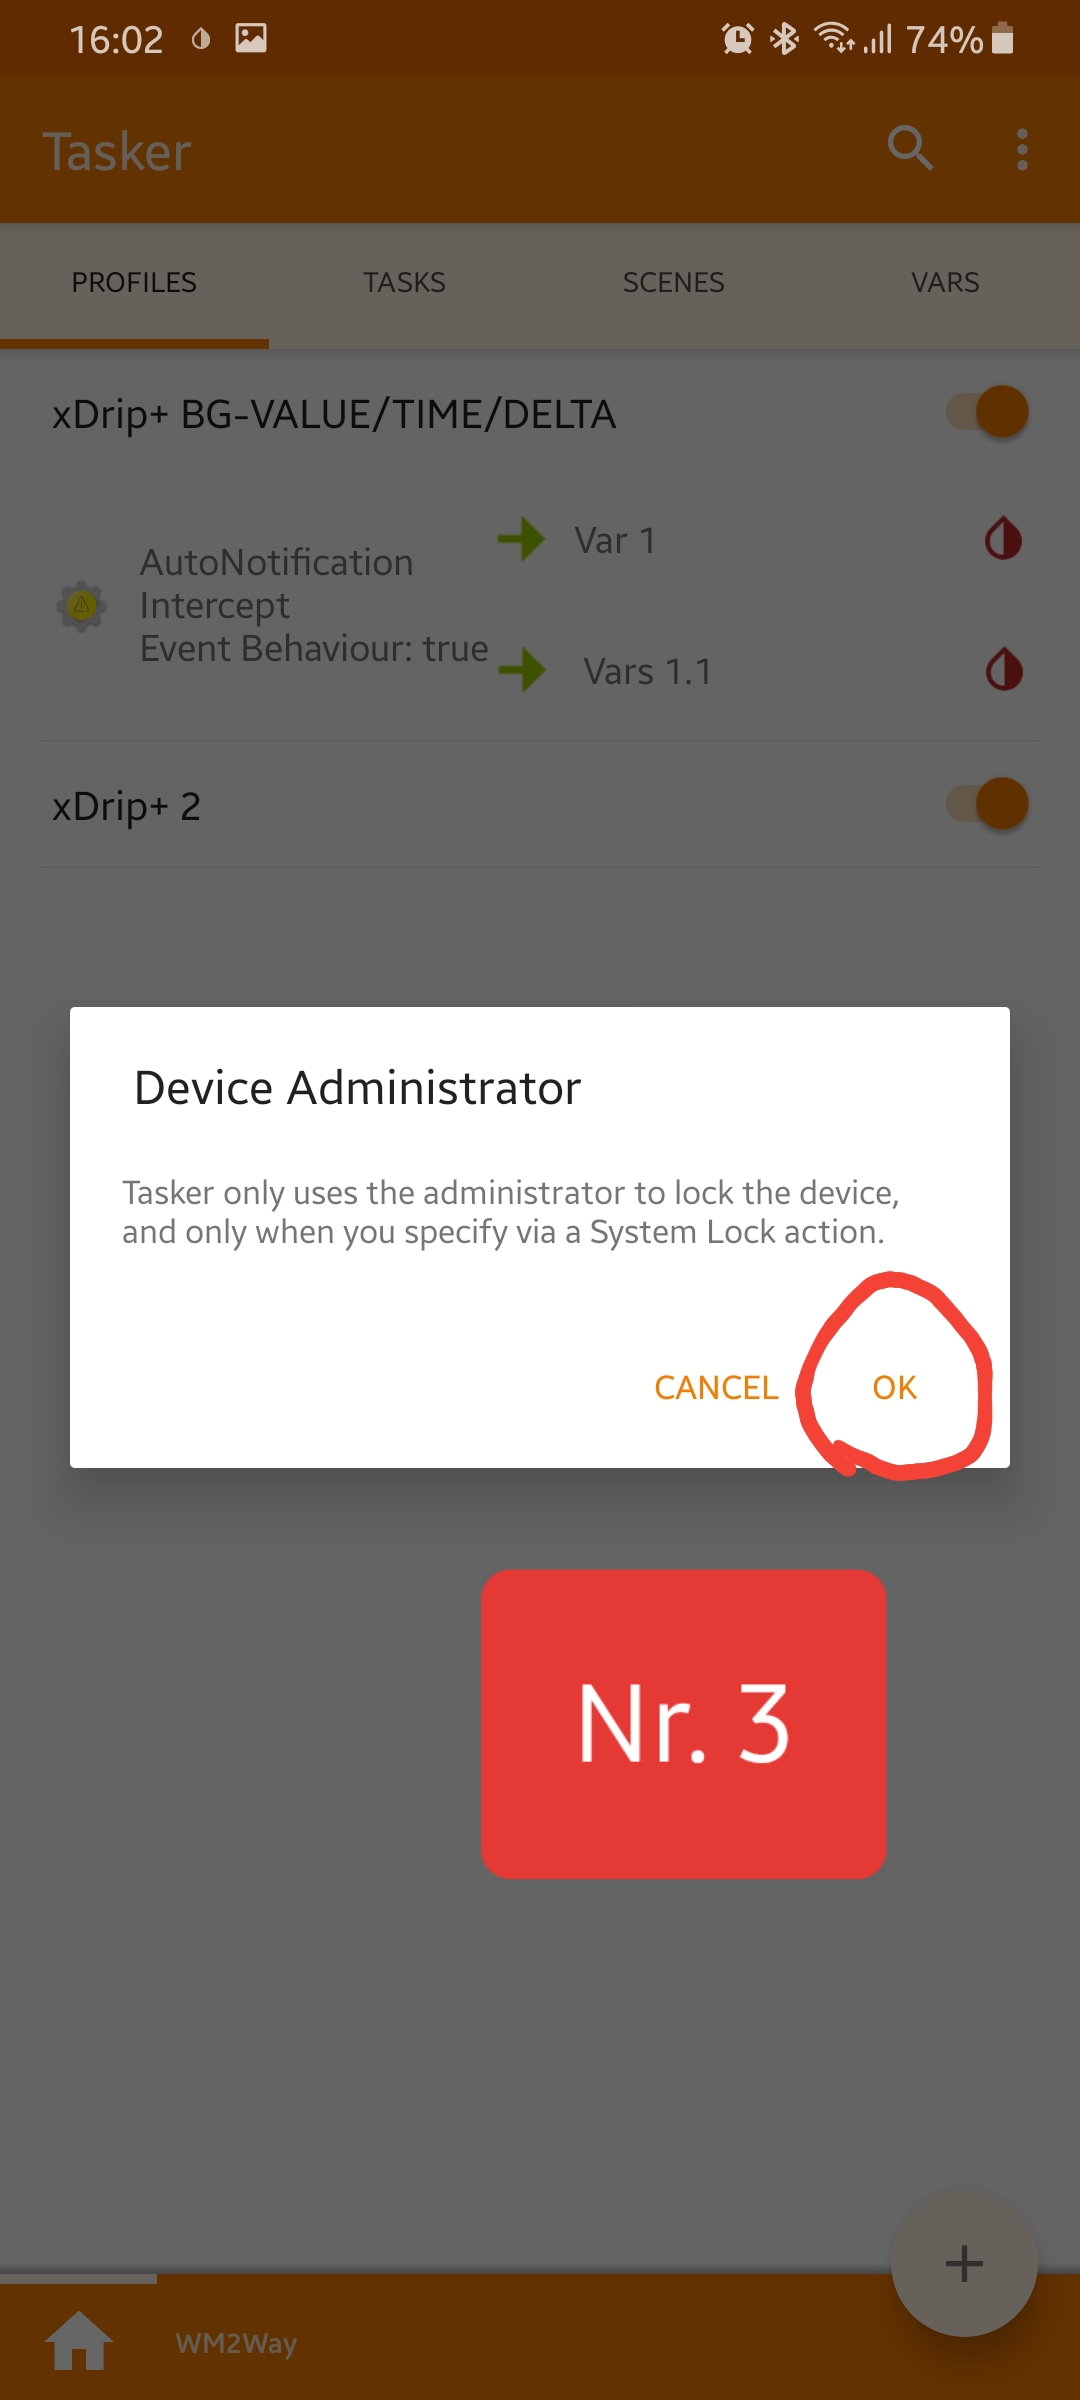 16:02
74%
Tasker
PROFILES
TASKS
SCENES
VARS
xDrip+ BG-VALUE/TIME/DELTA
AutoNotification
Intercept
Event Behaviour: true
Var 1
Vars 1.1
xDrip+ 2
Device Administrator
Tasker only uses the administrator to lock the device,
and only when you specify via a System Lock action.
CANCEL
OK
Nr. 3
+
WM2Way